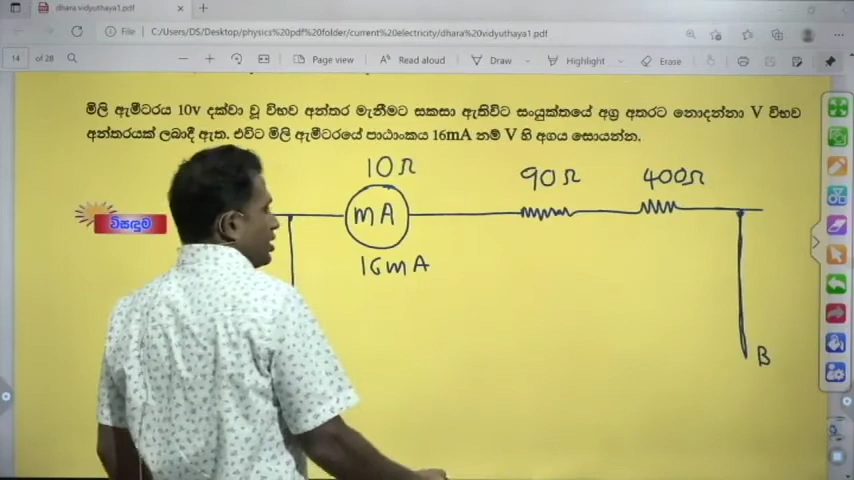 dhara vidyuthaya1.pdf
File C:/Users/DS/Desktop/physics%20pdf%20folder/current%20electricity/dhara%20vidyuthaya1.pdf
14 of 28 Page view Read aloud Draw Highlight Erase
මිලි ඇමීටරය 10v දක්වා වූ විභව අන්තර මැනීමට සකසා ඇතිවිට සංයුක්තයේ අග්‍ර අතරට නොදන්නා V විභව
අන්තරයක් ලබාදී ඇත. එවිට මිලි ඇමීටරයේ පාඨාංකය 16mA නම් V හි අගය සොයන්න.
10Ω
90Ω
400Ω
විසඳුම
mA
16mA
B